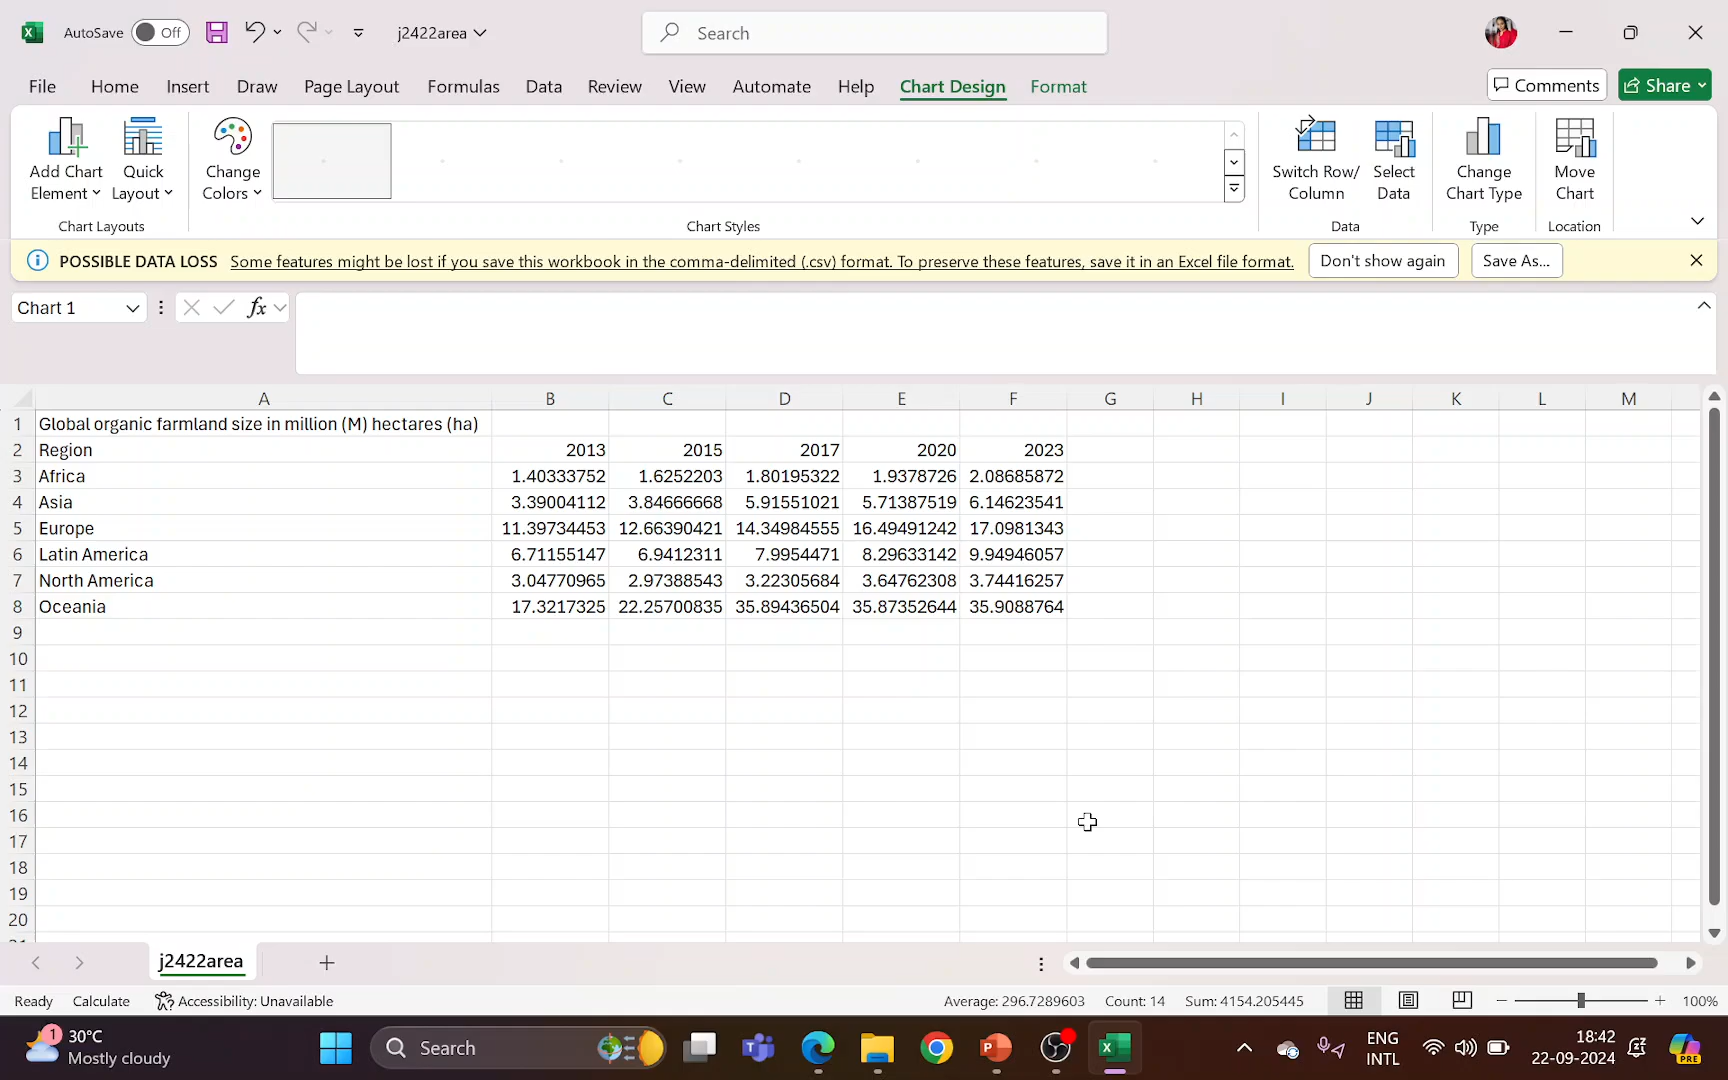 AutoSave Off j2422area Search
File Home Insert Draw Page Layout Formulas Data Review View Automate Help Chart Design Format Comments Share
Add Chart Element
Quick Layout
Change Colors
Switch Row/ Column
Select Data
Change Chart Type
Move Chart
Chart Layouts Chart Styles Data Type Location
POSSIBLE DATA LOSS Some features might be lost if you save this workbook in the comma-delimited (.csv) format. To preserve these features, save it in an Excel file format. Don't show again Save As...
Chart 1 fx
A B C D E F G H I J K L M
1 Global organic farmland size in million (M) hectares (ha)
2 Region 2013 2015 2017 2020 2023
3 Africa 1.40333752 1.6252203 1.80195322 1.9378726 2.08685872
4 Asia 3.39004112 3.84666668 5.91551021 5.71387519 6.14623541
5 Europe 11.39734453 12.66390421 14.34984555 16.49491242 17.0981343
6 Latin America 6.71155147 6.9412311 7.9954471 8.29633142 9.94946057
7 North America 3.04770965 2.97388543 3.22305684 3.64762308 3.74416257
8 Oceania 17.3217325 22.25700835 35.89436504 35.87352644 35.9088764
9
10
11
12
13
14
15
16
17
18
19
20
j2422area
Ready Calculate Accessibility: Unavailable Average: 296.7289603 Count: 14 Sum: 4154.205445 100%
1 30°C
Mostly cloudy
Search
ENG
INTL
18:42
22-09-2024
PRE